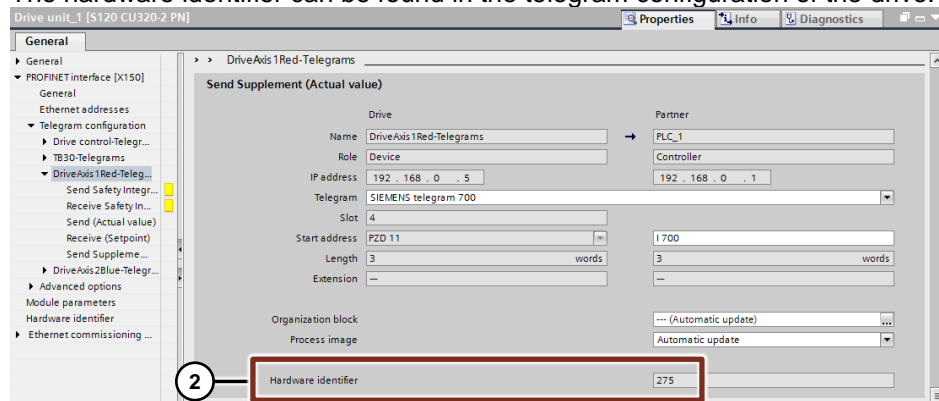 The hardware identifier can be found in the telegram configuration of the drive.
Drive unit_1 [S120 CU320-2 PN]
Properties Info Diagnostics
General
General
PROFINET interface [X150]
General
Ethernet addresses
Telegram configuration
Drive control-Telegr...
TB30-Telegrams
DriveAxis1Red-Teleg...
Send Safety Integr...
Receive Safety In...
Send (Actual value)
Receive (Setpoint)
Send Suppleme...
DriveAxis2Blue-Telegr...
Advanced options
Module parameters
Hardware identifier
Ethernet commissioning ...
> > DriveAxis1Red-Telegrams
Send Supplement (Actual value)
Drive Partner
Name DriveAxis1Red-Telegrams → PLC_1
Role Device Controller
IP address 192 . 168 . 0 . 5 192 . 168 . 0 . 1
Telegram SIEMENS telegram 700
Slot 4
Start address PZD 11 I 700
Length 3 words 3 words
Extension — —
Organization block --- (Automatic update) ...
Process image Automatic update
2 Hardware identifier 275